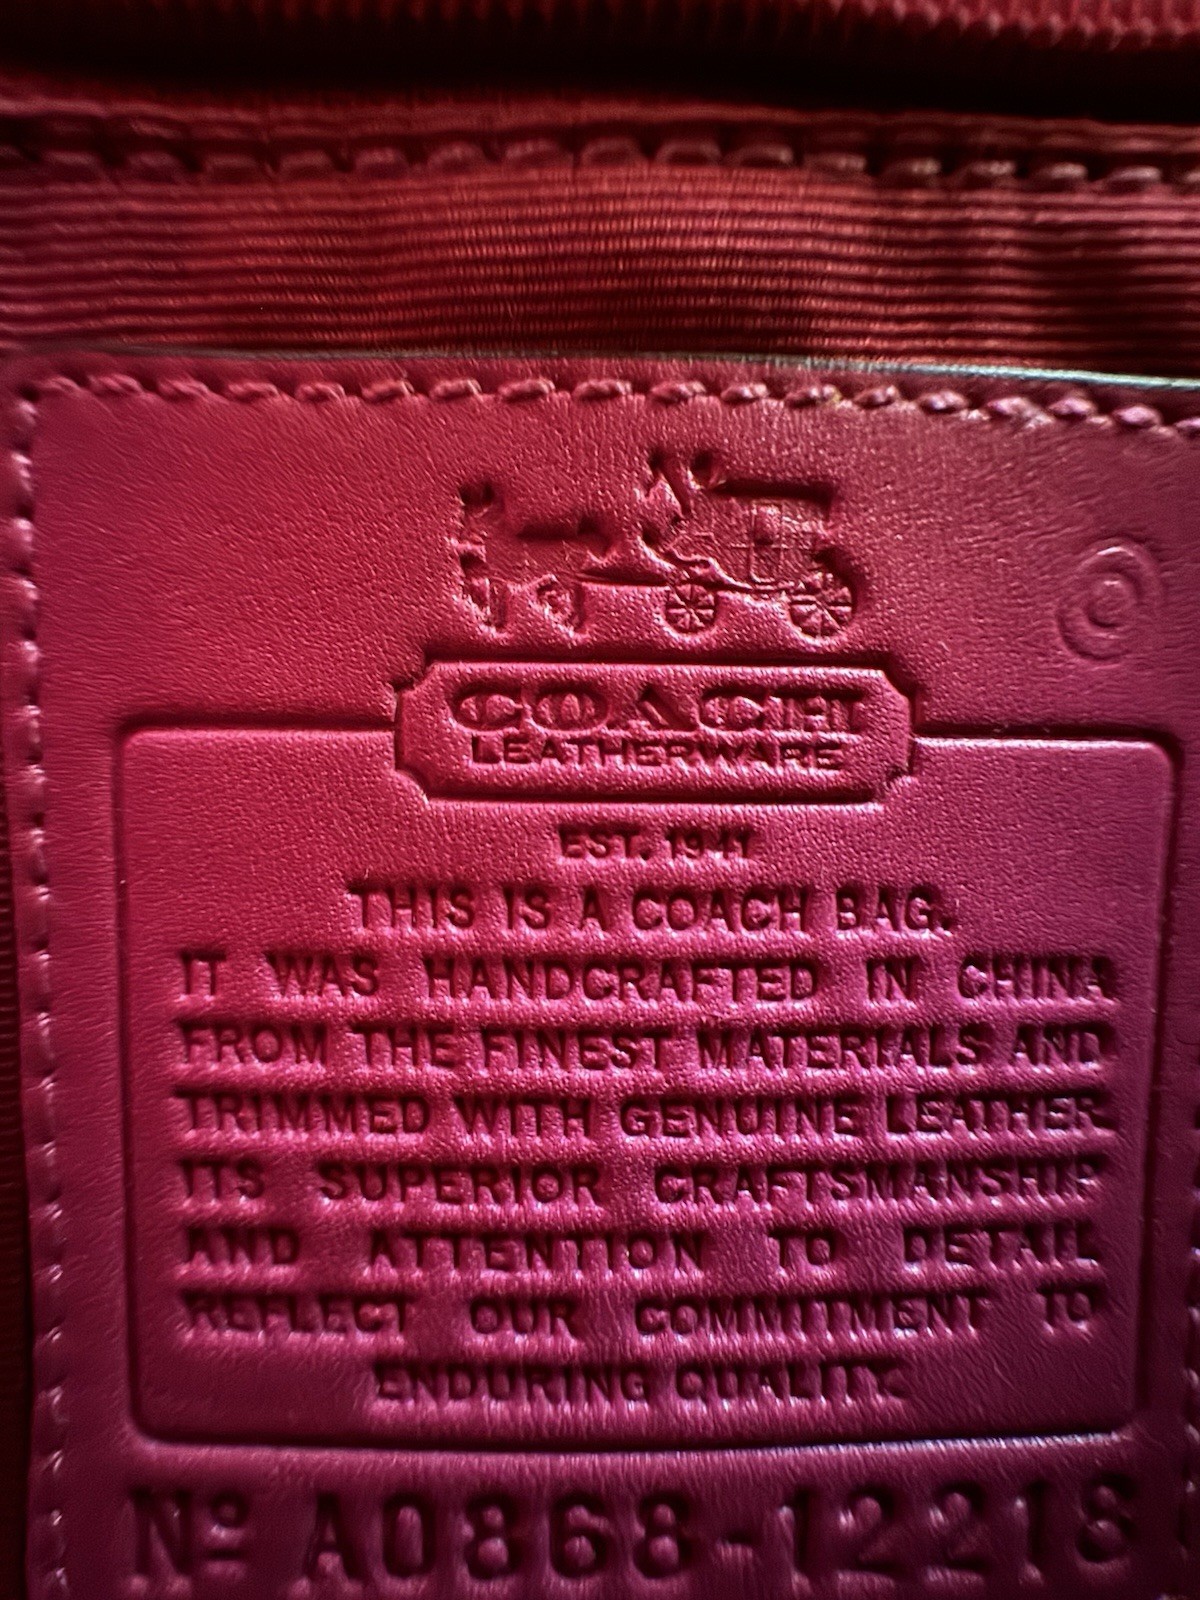 COACH
LEATHERWARE
EST. 1941
THIS IS A COACH BAG.
IT WAS HANDCRAFTED IN CHINA
FROM THE FINEST MATERIALS AND
TRIMMED WITH GENUINE LEATHER.
ITS SUPERIOR CRAFTSMANSHIP
AND ATTENTION TO DETAIL
REFLECT OUR COMMITMENT TO
ENDURING QUALITY.
Nº A0868-12218